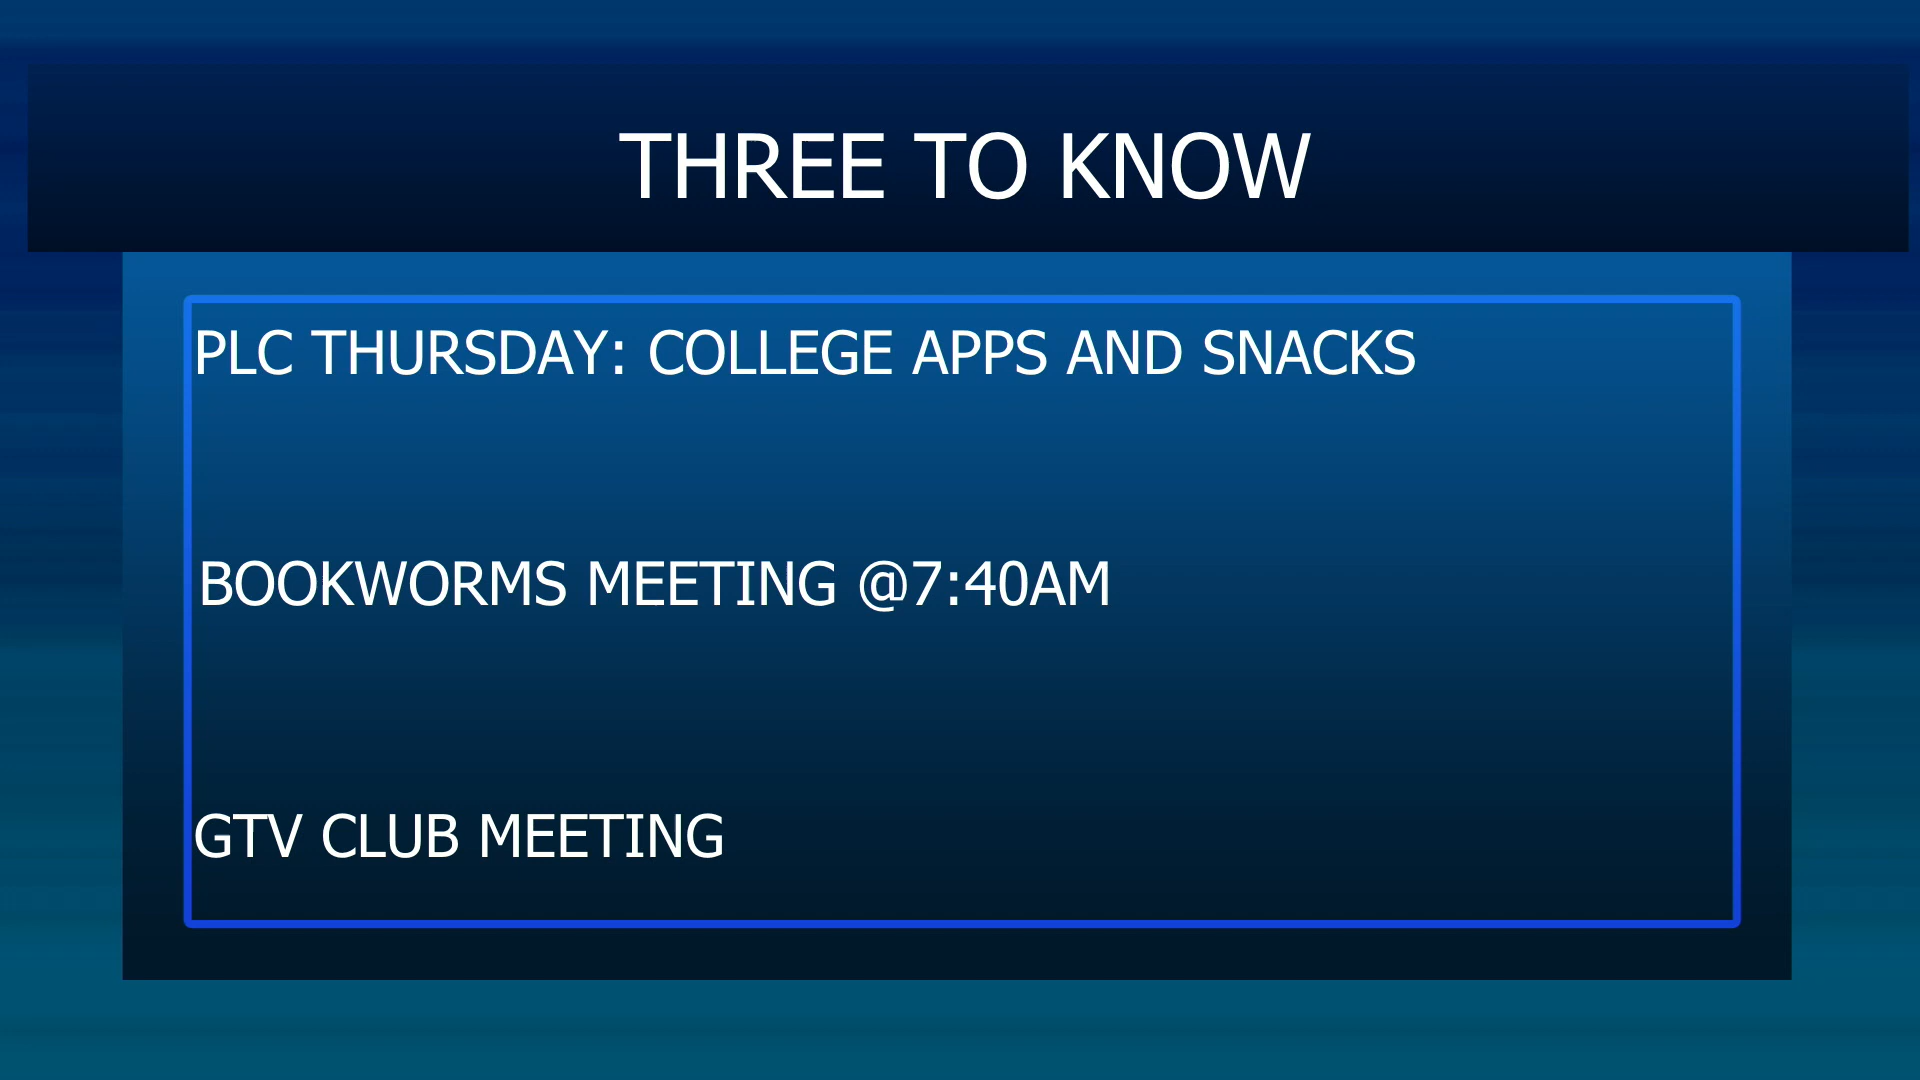 THREE TO KNOW
PLC THURSDAY: COLLEGE APPS AND SNACKS
BOOKWORMS MEETING @7:40AM
GTV CLUB MEETING